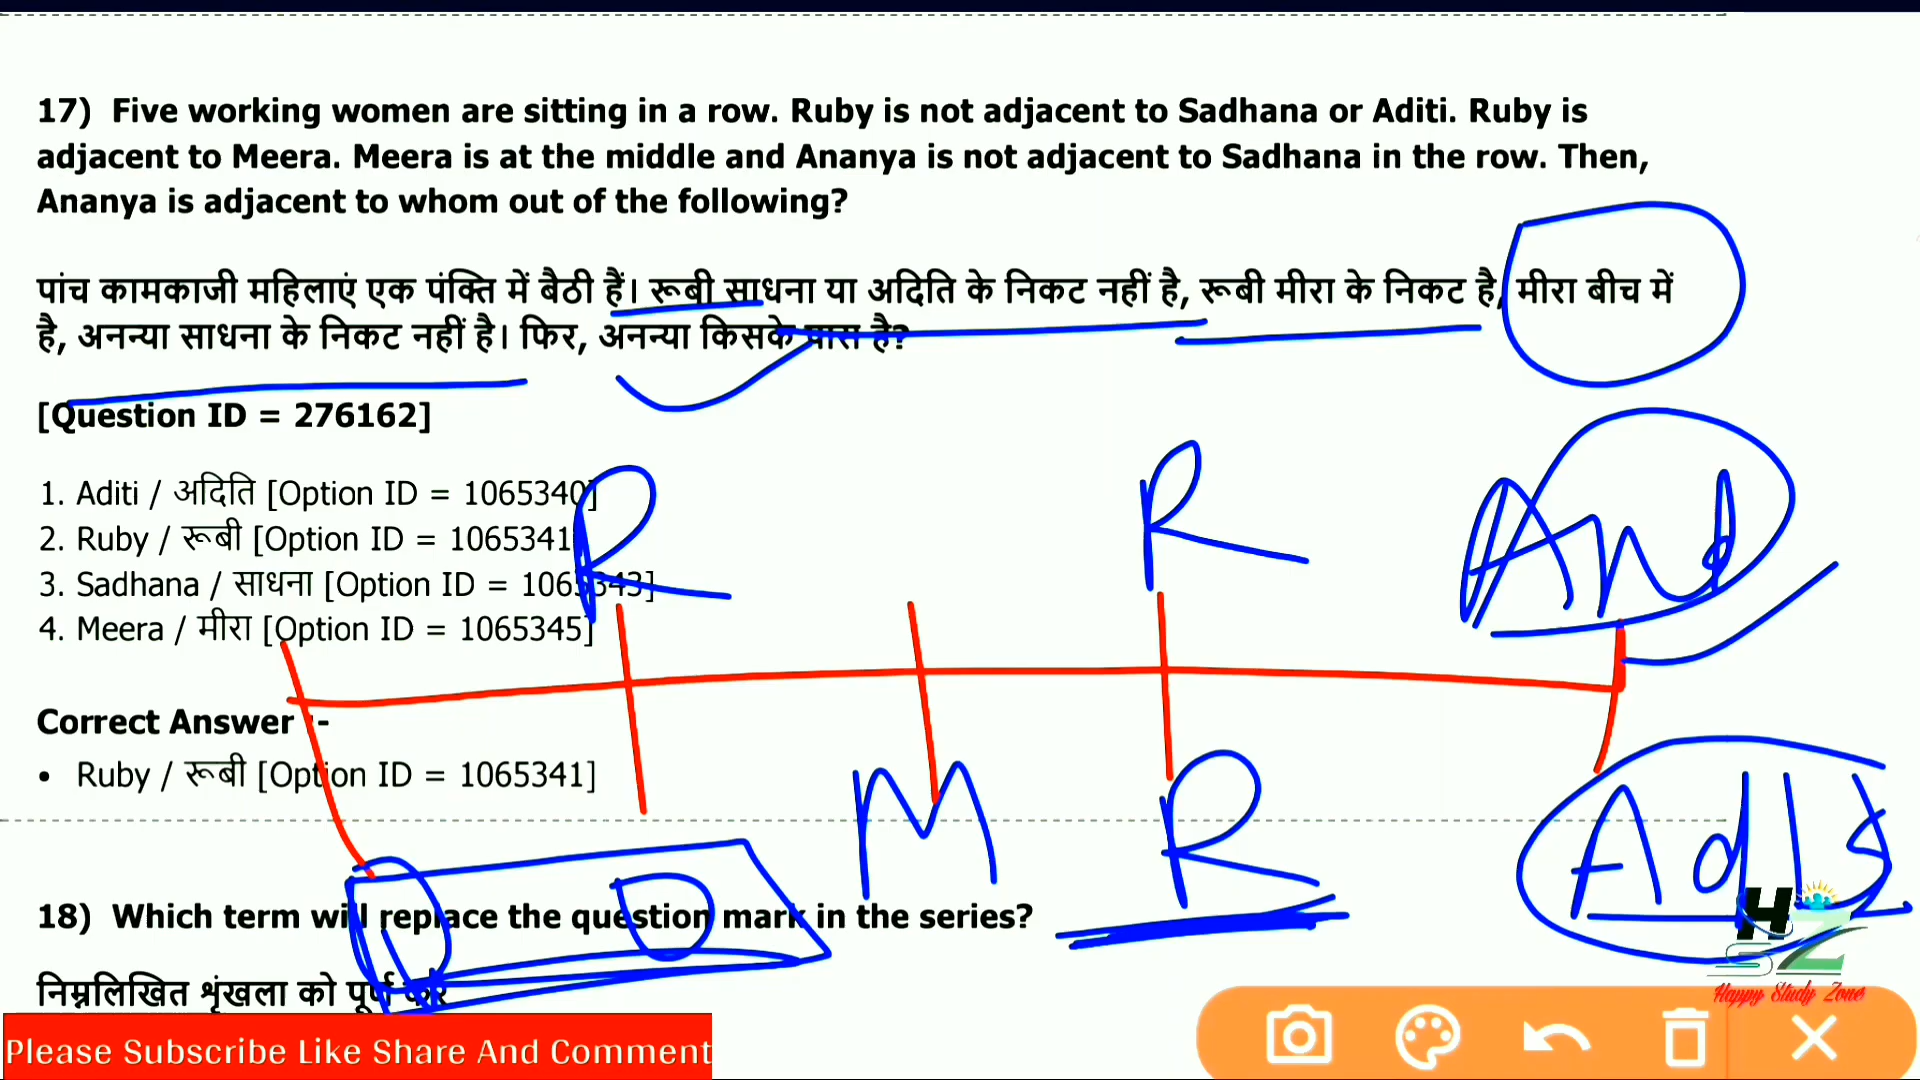 17) Five working women are sitting in a row. Ruby is not adjacent to Sadhana or Aditi. Ruby is
adjacent to Meera. Meera is at the middle and Ananya is not adjacent to Sadhana in the row. Then,
Ananya is adjacent to whom out of the following?
पांच कामकाजी महिलाएं एक पंक्ति में बैठी हैं। रूबी साधना या अदिति के निकट नहीं है, रूबी मीरा के निकट है, मीरा बीच में
है, अनन्या साधना के निकट नहीं है। फिर, अनन्या किसके पास है?
[Question ID = 276162]
1. Aditi / अदिति [Option ID = 1065340]
2. Ruby / रूबी [Option ID = 1065341]
3. Sadhana / साधना [Option ID = 1065343]
4. Meera / मीरा [Option ID = 1065345]
R R
Correct Answer :-
• Ruby / रूबी [Option ID = 1065341]
M R
18) Which term will replace the question mark in the series?
निम्नलिखित शृंखला को पूर्ण करें
HSZ
Happy Study Zone
Please Subscribe Like Share And Comment